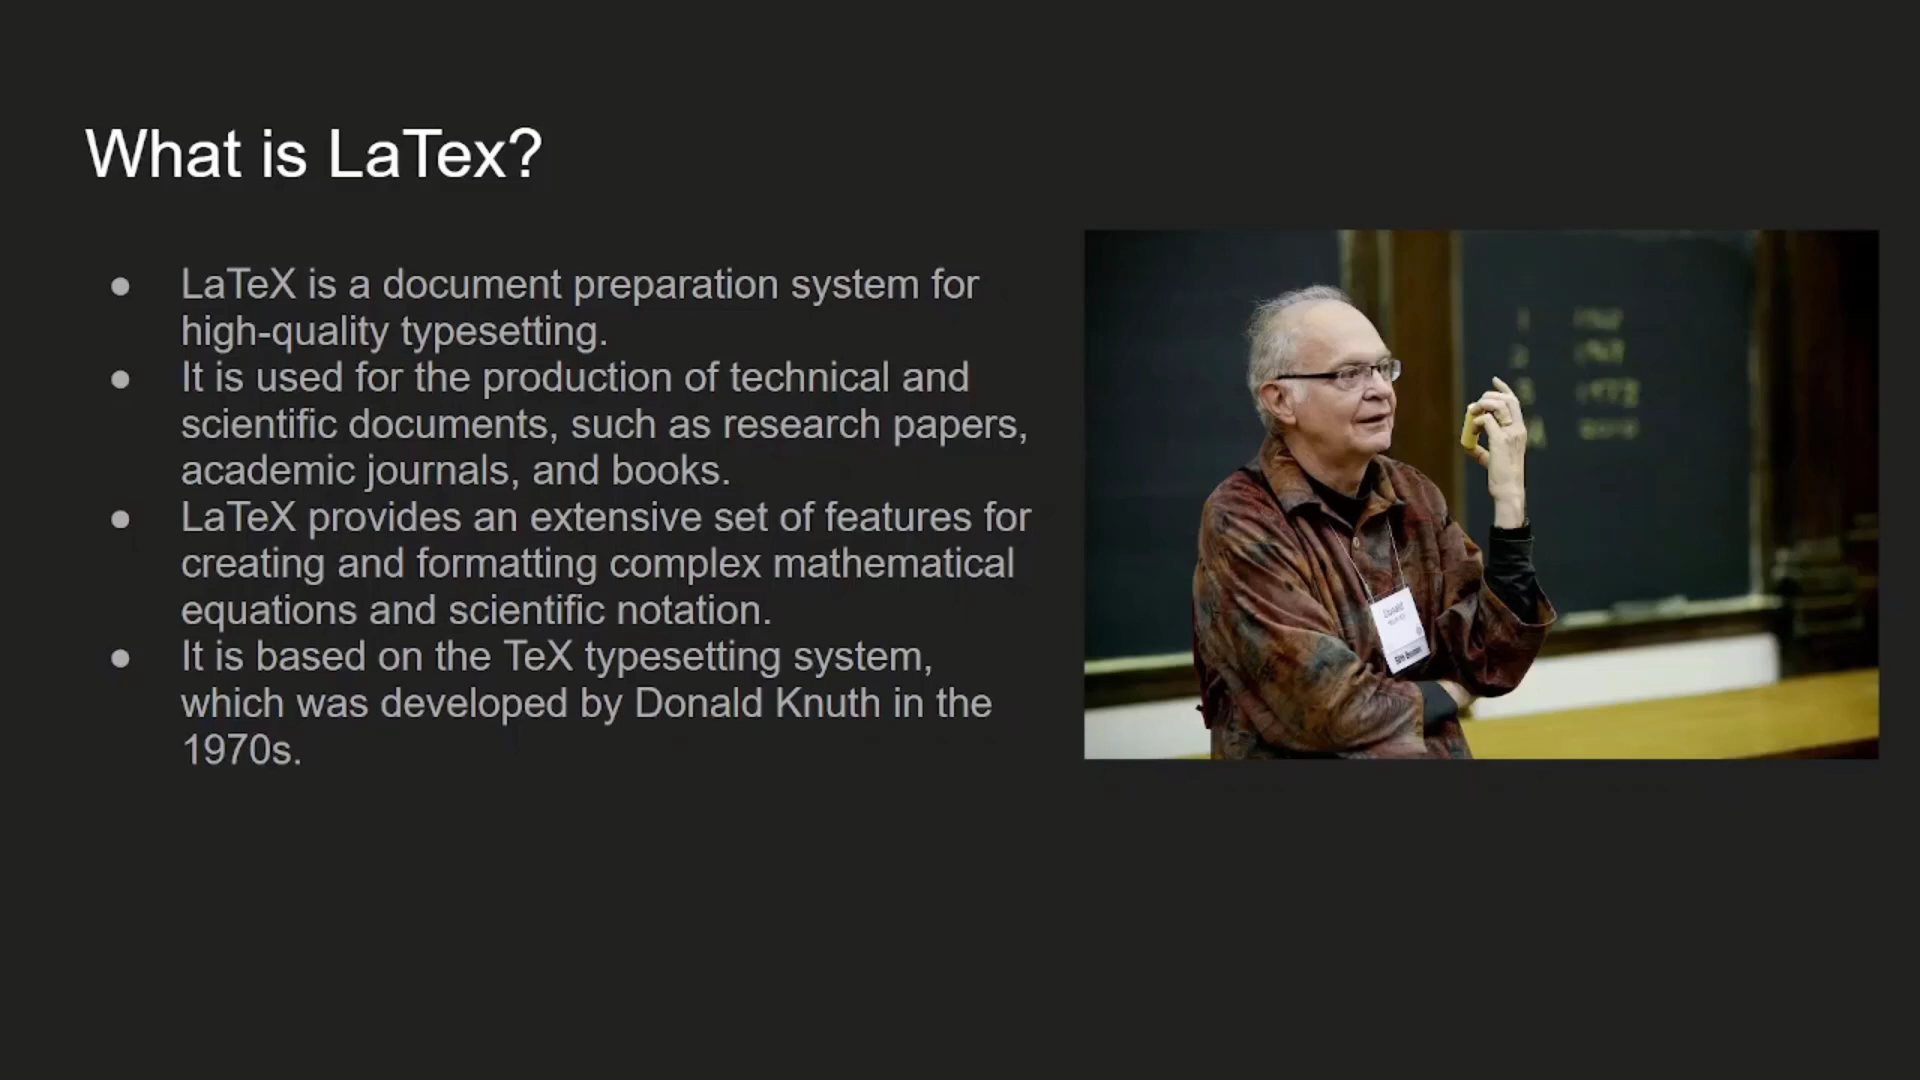 What is LaTex?
● LaTeX is a document preparation system for
high-quality typesetting.
● It is used for the production of technical and
scientific documents, such as research papers,
academic journals, and books.
● LaTeX provides an extensive set of features for
creating and formatting complex mathematical
equations and scientific notation.
● It is based on the TeX typesetting system,
which was developed by Donald Knuth in the
1970s.
Donald